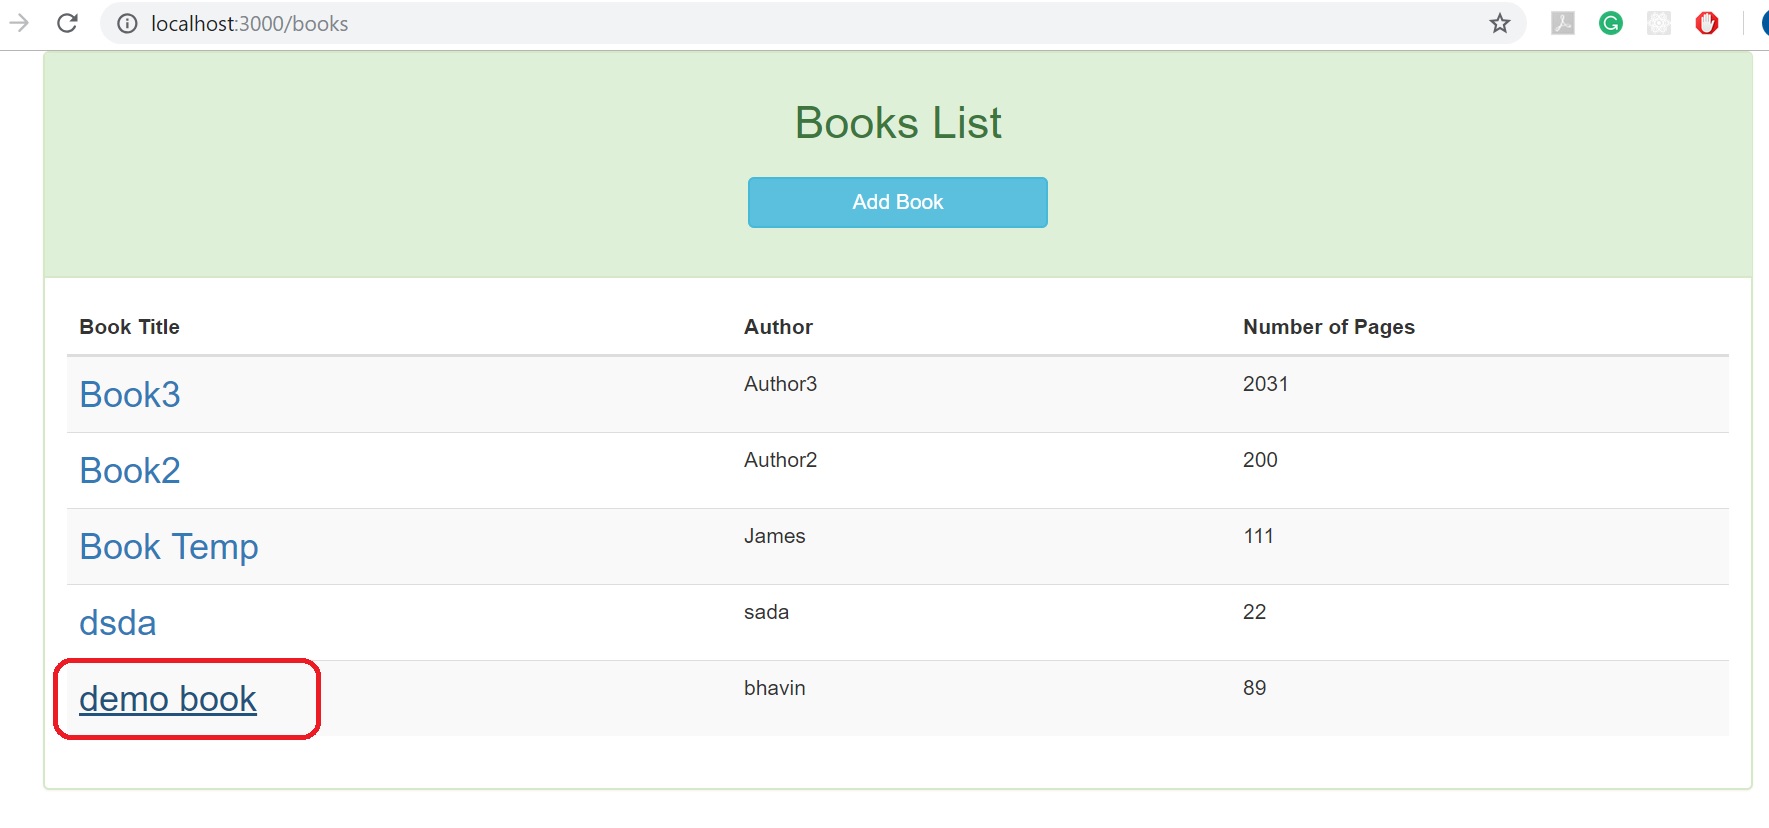 localhost:3000/books
Books List
Add Book
Book Title Author Number of Pages
Book3 Author3 2031
Book2 Author2 200
Book Temp James 111
dsda sada 22
demo book bhavin 89